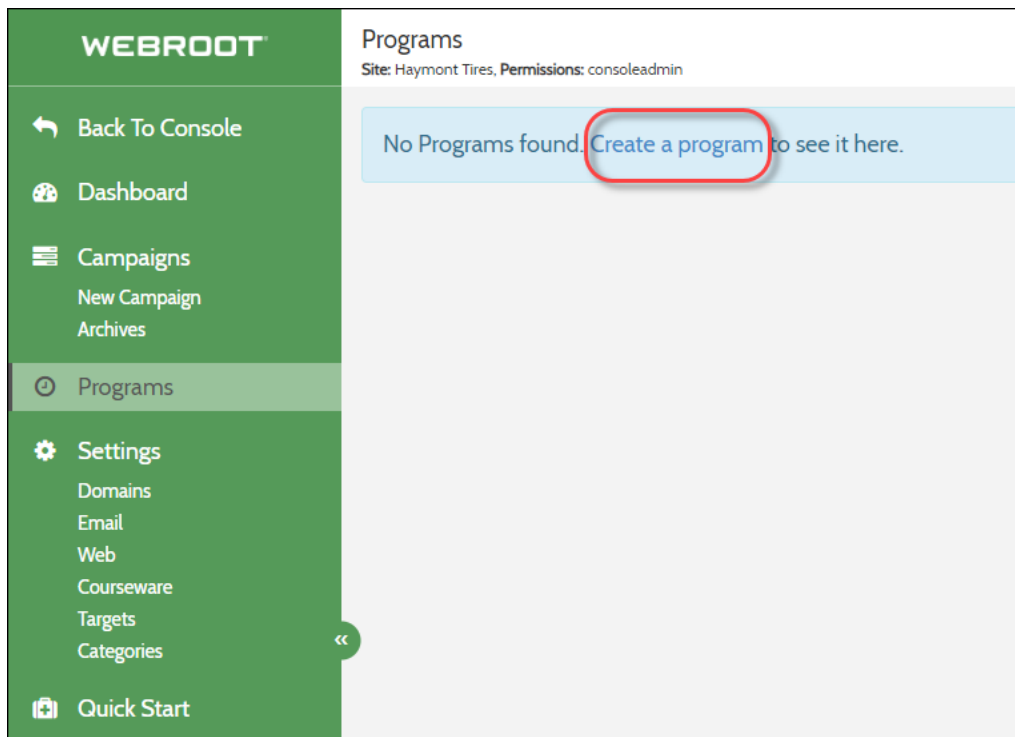 WEBROOT
Programs
Site: Haymont Tires, Permissions: consoleadmin
Back To Console
Dashboard
Campaigns
New Campaign
Archives
Programs
Settings
Domains
Email
Web
Courseware
Targets
Categories
Quick Start
No Programs found. Create a program to see it here.